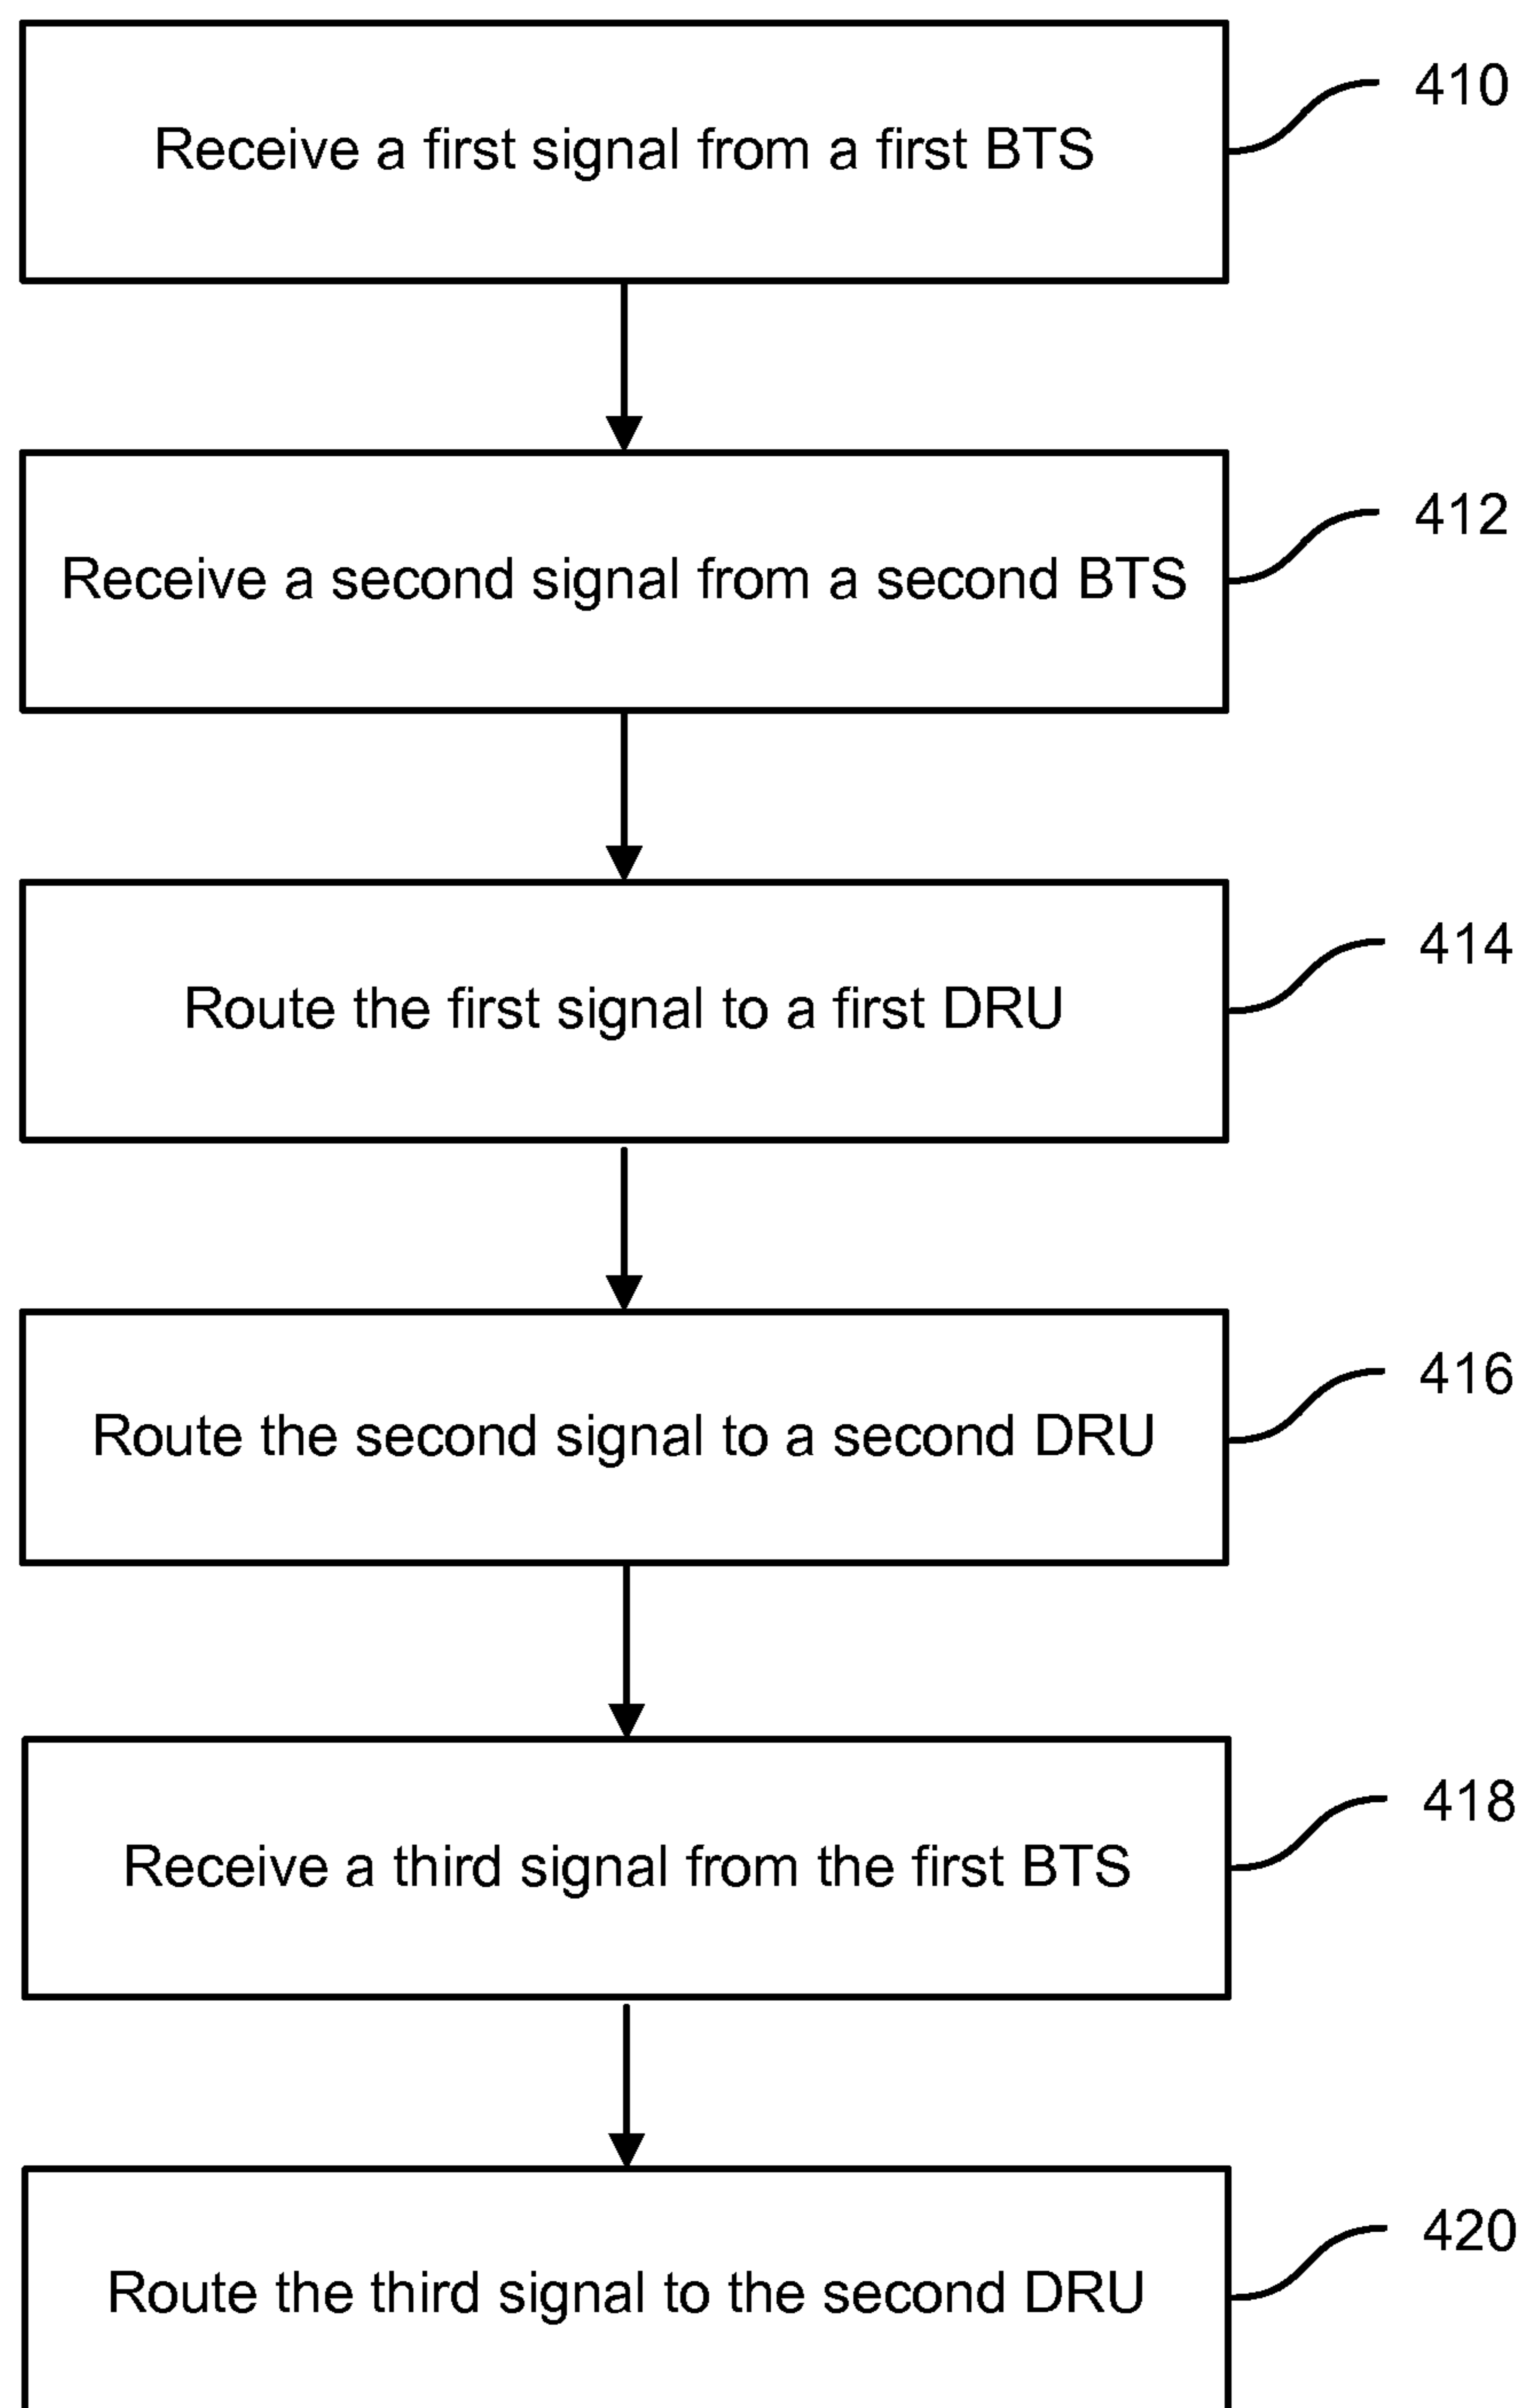 Receive a first signal from a first BTS
410
Receive a second signal from a second BTS
412
Route the first signal to a first DRU
414
Route the second signal to a second DRU
416
Receive a third signal from the first BTS
418
Route the third signal to the second DRU
420